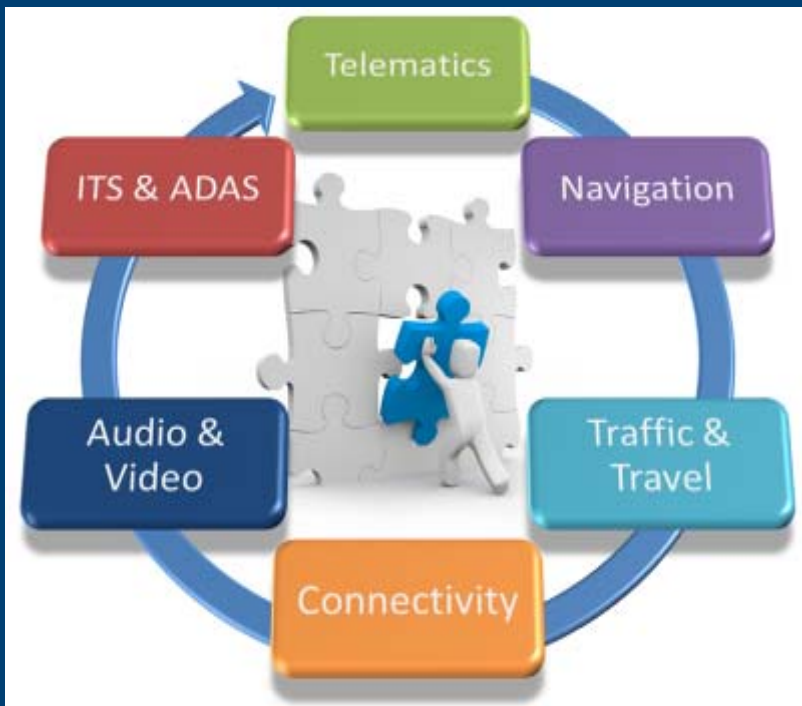 Telematics
Navigation
Traffic &
Travel
Connectivity
Audio &
Video
ITS & ADAS